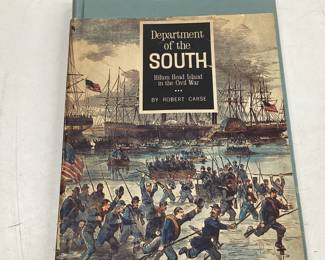 Department
of the
SOUTH
Hilton Head Island
in the Civil War
BY ROBERT CARSE